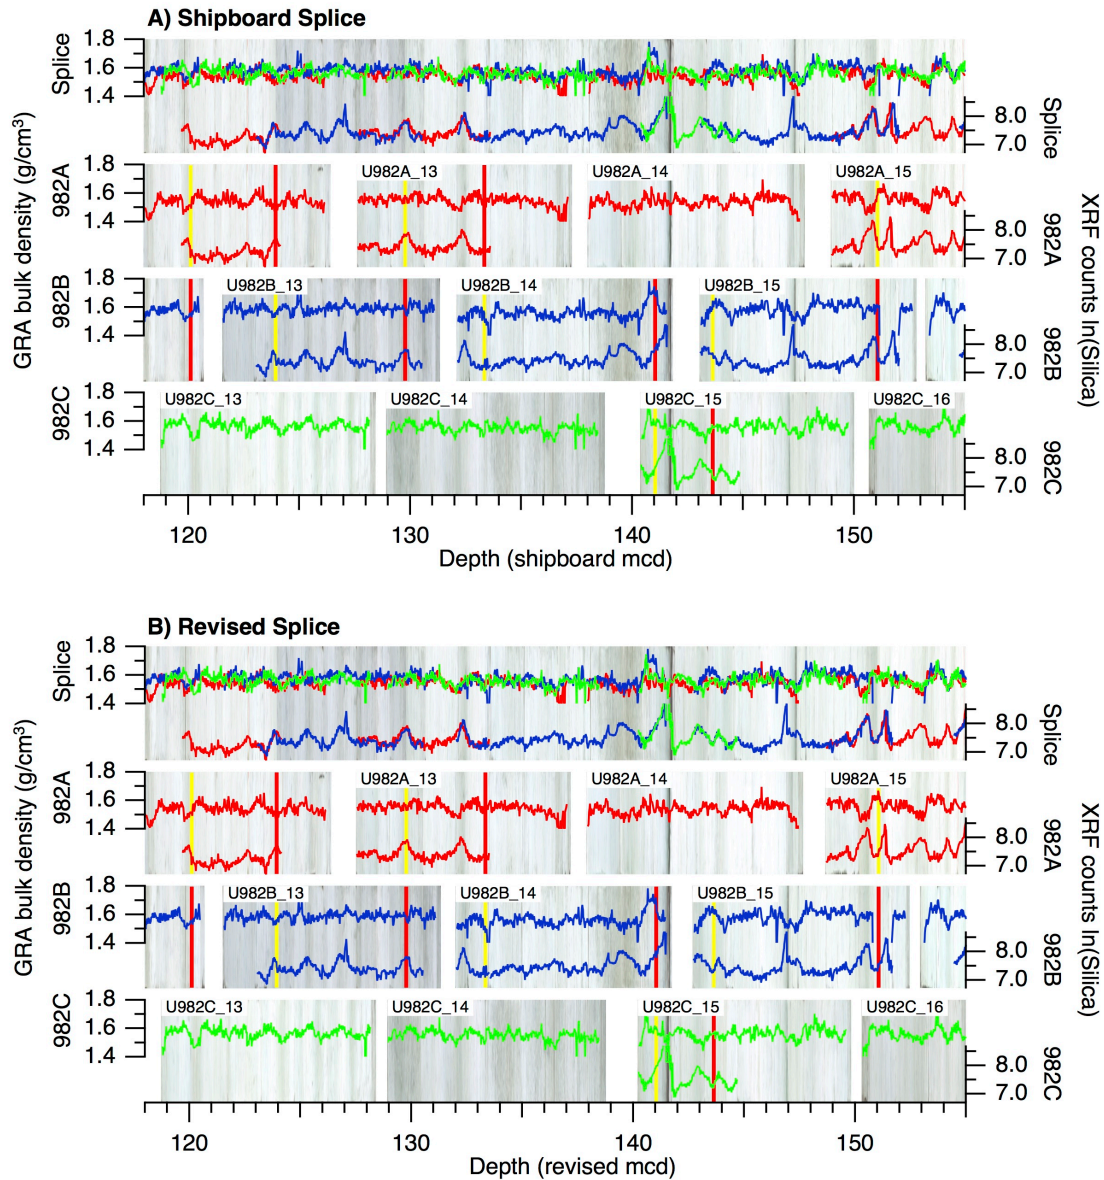 A) Shipboard Splice
Splice
1.8
1.6
1.4
8.0
7.0
Splice
GRA bulk density (g/cm³)
XRF counts ln(Silica)
982A
1.8
1.6
1.4
U982A_13
U982A_14
U982A_15
8.0
7.0
982A
982B
1.8
1.6
1.4
U982B_13
U982B_14
U982B_15
8.0
7.0
982B
982C
1.8
1.6
1.4
U982C_13
U982C_14
U982C_15
U982C_16
8.0
7.0
982C
120
130
140
150
Depth (shipboard mcd)
B) Revised Splice
Splice
1.8
1.6
1.4
8.0
7.0
Splice
GRA bulk density (g/cm³)
XRF counts ln(Silica)
982A
1.8
1.6
1.4
U982A_13
U982A_14
U982A_15
8.0
7.0
982A
982B
1.8
1.6
1.4
U982B_13
U982B_14
U982B_15
8.0
7.0
982B
982C
1.8
1.6
1.4
U982C_13
U982C_14
U982C_15
U982C_16
8.0
7.0
982C
120
130
140
150
Depth (revised mcd)